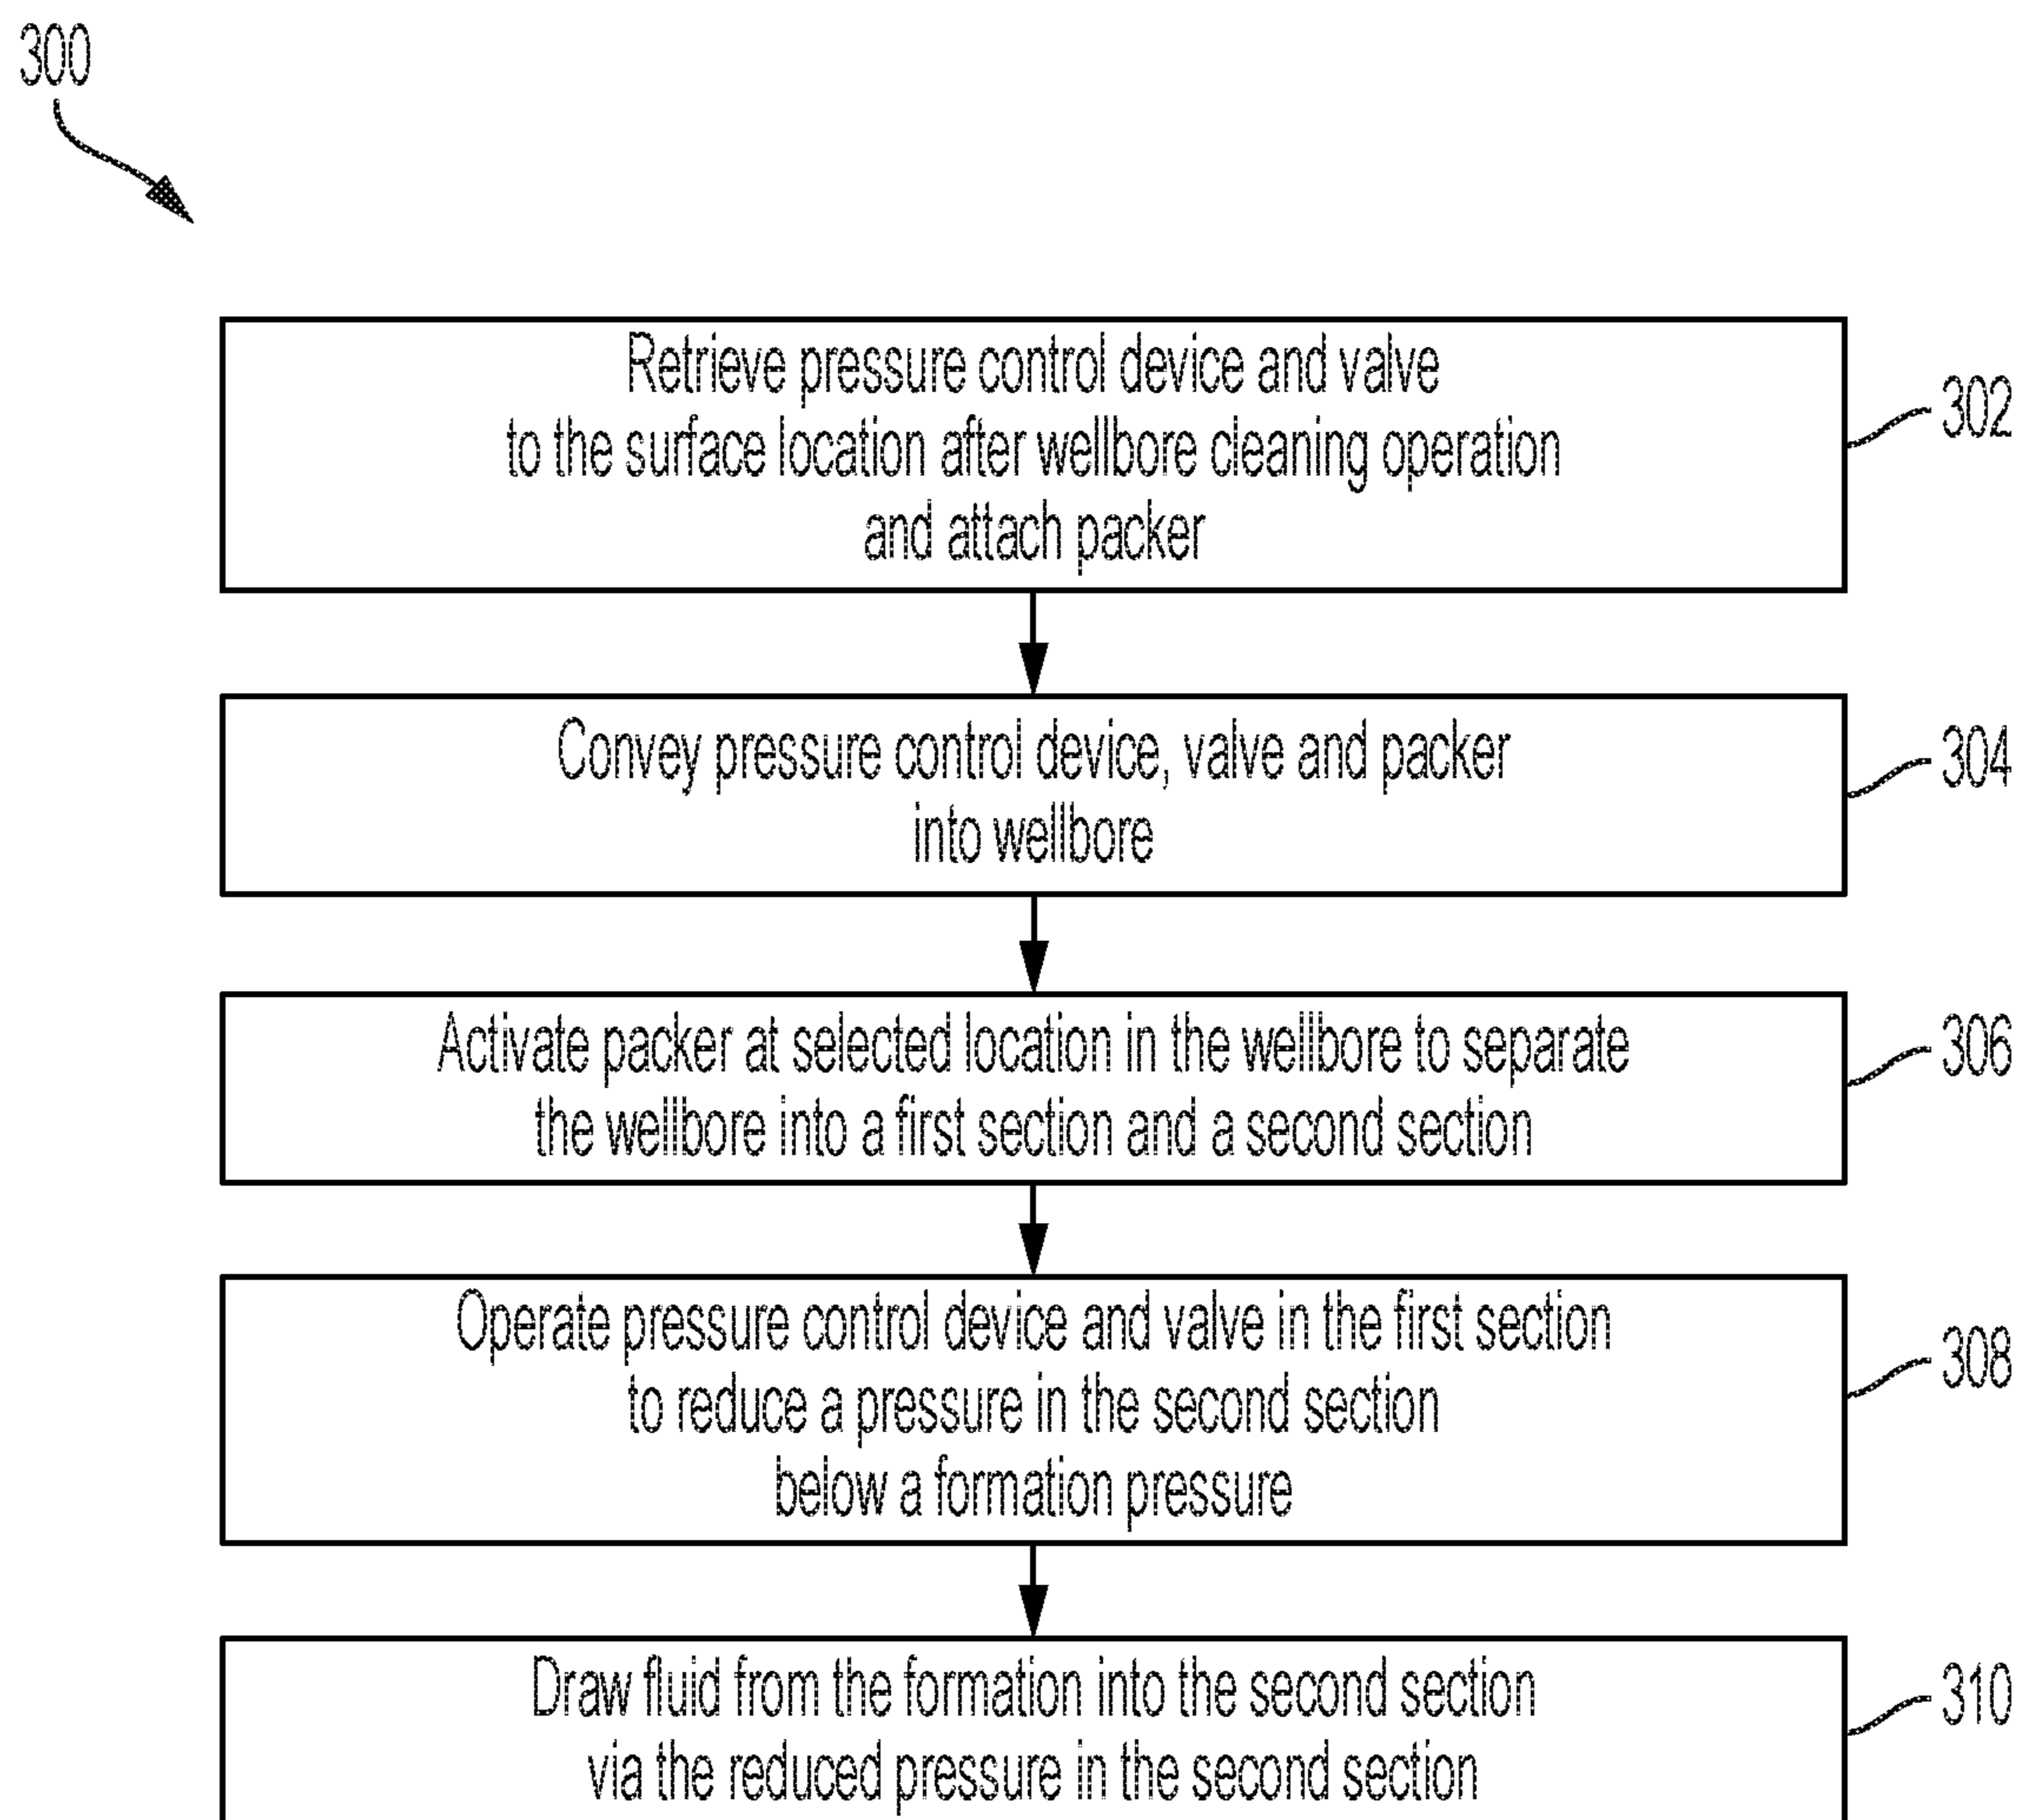 300
Retrieve pressure control device and valve
to the surface location after wellbore cleaning operation
and attach packer
302
Convey pressure control device, valve and packer
into wellbore
304
Activate packer at selected location in the wellbore to separate
the wellbore into a first section and a second section
306
Operate pressure control device and valve in the first section
to reduce a pressure in the second section
below a formation pressure
308
Draw fluid from the formation into the second section
via the reduced pressure in the second section
310